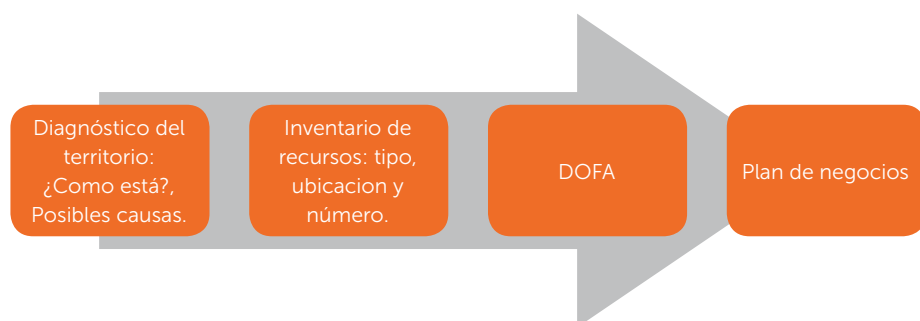 Diagnóstico del
territorio:
¿Como está?,
Posibles causas.
Inventario de
recursos: tipo,
ubicacion y
número.
DOFA
Plan de negocios